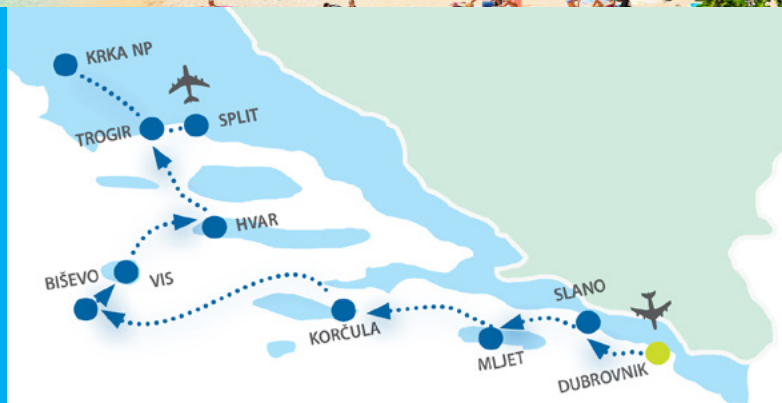 KRKA NP
SPLIT
TROGIR
HVAR
BIŠEVO
VIS
SLANO
KORČULA
MLJET
DUBROVNIK